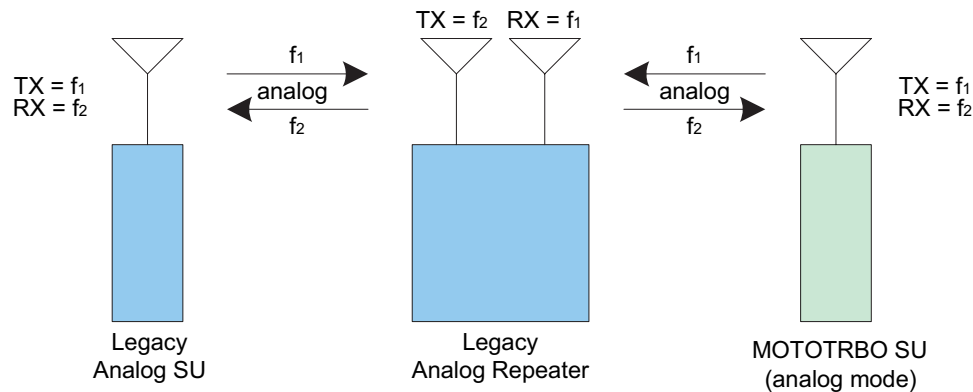 TX = f2 RX = f1
TX = f1
RX = f2
f1
analog
f2
f1
analog
f2
TX = f1
RX = f2
Legacy
Analog SU
Legacy
Analog Repeater
MOTOTRBO SU
(analog mode)